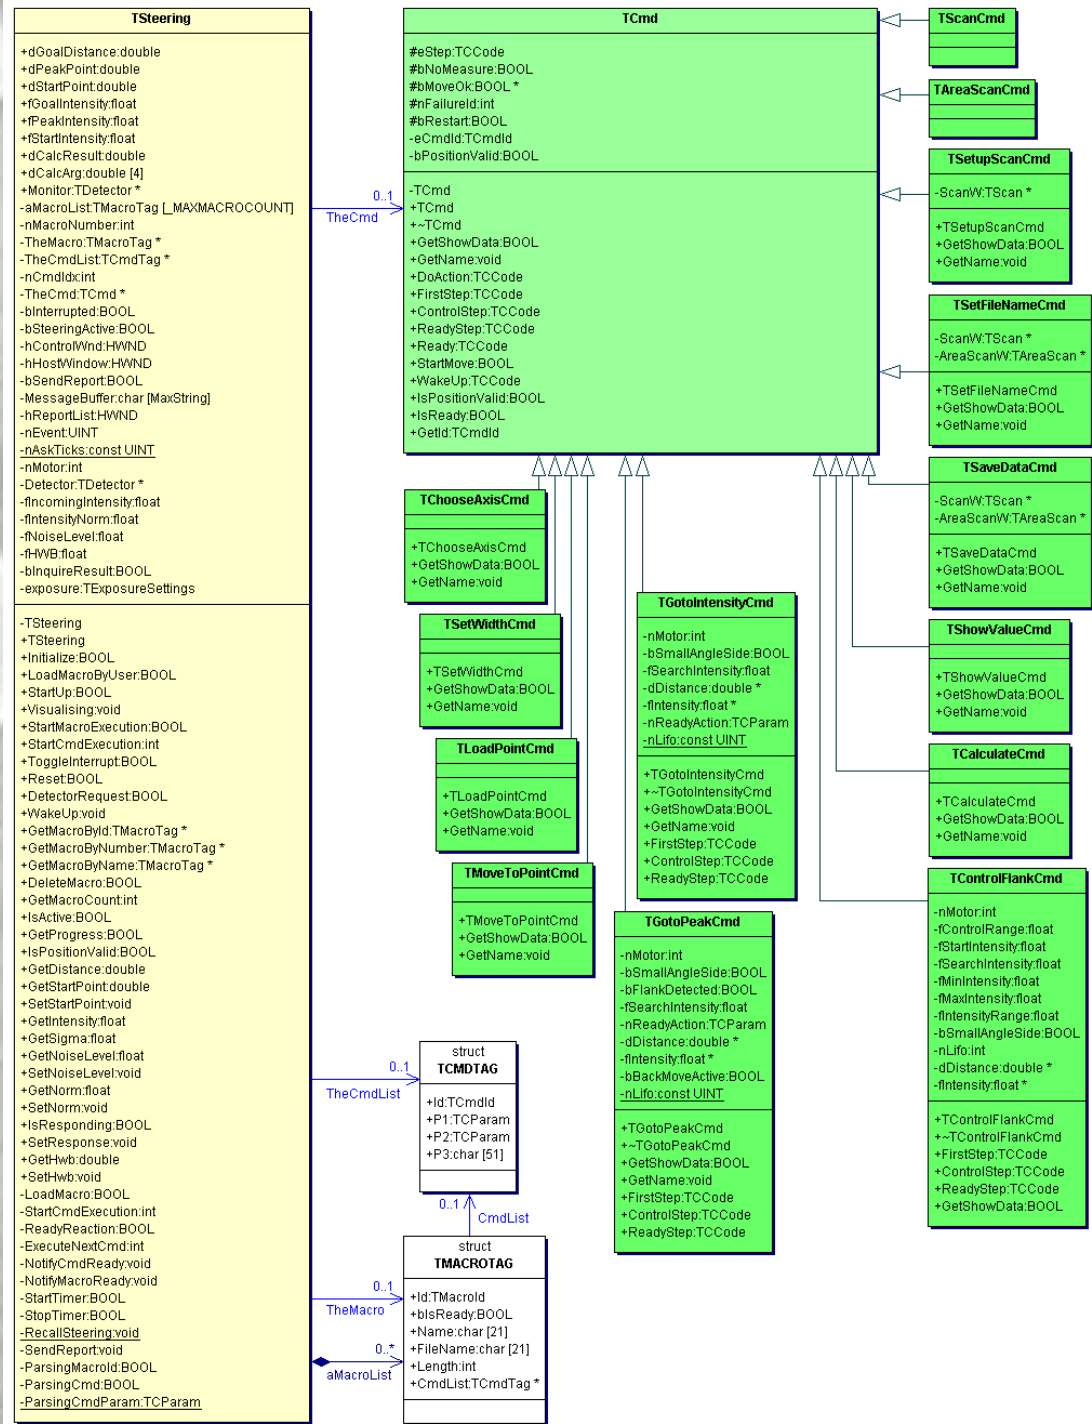 TSteering
+dGoalDistance:double
+dPeakPoint:double
+dStartPoint:double
+fGoalIntensity:float
+fPeakIntensity:float
+fStartIntensity:float
+dCalcResult:double
+dCalcArg:double [4]
+Monitor:TDetector *
-aMacroList:TMacroTag [_MAXMACROCOUNT]
-nMacroNumber:int
-TheMacro:TMacroTag *
-TheCmdList:TCmdTag *
-nCmdIdx:int
-TheCmd:TCmd *
-bInterrupted:BOOL
-bSteeringActive:BOOL
-hControlWnd:HWND
-hHostWindow:HWND
-bSendReport:BOOL
-MessageBuffer:char [MaxString]
-hReportList:HWND
-nEvent:UINT
-nAskTicks:const UINT
-nMotor:int
-Detector:TDetector *
-fIncomingIntensity:float
-fIntensityNorm:float
-fNoiseLevel:float
-fHWB:float
-bInquireResult:BOOL
-exposure:TExposureSettings
-TSteering
+TSteering
+Initialize:BOOL
+LoadMacroByUser:BOOL
+StartUp:BOOL
+Visualising:void
+StartMacroExecution:BOOL
+StartCmdExecution:int
+ToggleInterrupt:BOOL
+Reset:BOOL
+DetectorRequest:BOOL
+WakeUp:void
+GetMacroById:TMacroTag *
+GetMacroByNumber:TMacroTag *
+GetMacroByName:TMacroTag *
+DeleteMacro:BOOL
+GetMacroCount:int
+IsActive:BOOL
+GetProgress:BOOL
+IsPositionValid:BOOL
+GetDistance:double
+GetStartPoint:double
+SetStartPoint:void
+GetIntensity:float
+GetSigma:float
+GetNoiseLevel:float
+SetNoiseLevel:void
+GetNorm:float
+SetNorm:void
+IsResponding:BOOL
+SetResponse:void
+GetHwb:double
+SetHwb:void
-LoadMacro:BOOL
-StartCmdExecution:int
-ReadyReaction:BOOL
-ExecuteNextCmd:int
-NotifyCmdReady:void
-NotifyMacroReady:void
-StartTimer:BOOL
-StopTimer:BOOL
-RecallSteering:void
-SendReport:void
-ParsingMacroId:BOOL
-ParsingCmd:BOOL
-ParsingCmdParam:TCParam
0..1
TheCmd
0..1
TheCmdList
0..1
TheMacro
0..*
aMacroList
TCmd
#eStep:TCCode
#bNoMeasure:BOOL
#bMoveOk:BOOL *
#nFailureId:int
#bRestart:BOOL
-eCmdId:TCmdId
-bPositionValid:BOOL
-TCmd
+TCmd
+~TCmd
+GetShowData:BOOL
+GetName:void
+DoAction:TCCode
+FirstStep:TCCode
+ControlStep:TCCode
+ReadyStep:TCCode
+Ready:TCCode
+StartMove:BOOL
+WakeUp:TCCode
+IsPositionValid:BOOL
+IsReady:BOOL
+GetId:TCmdId
TChooseAxisCmd
+TChooseAxisCmd
+GetShowData:BOOL
+GetName:void
TSetWidthCmd
+TSetWidthCmd
+GetShowData:BOOL
+GetName:void
TLoadPointCmd
+TLoadPointCmd
+GetShowData:BOOL
+GetName:void
TMoveToPointCmd
+TMoveToPointCmd
+GetShowData:BOOL
+GetName:void
struct
TCMDTAG
+Id:TCmdId
+P1:TCParam
+P2:TCParam
+P3:char [51]
0..1
CmdList
struct
TMACROTAG
+Id:TMacroId
+bIsReady:BOOL
+Name:char [21]
+FileName:char [21]
+Length:int
+CmdList:TCmdTag *
TGotoIntensityCmd
-nMotor:int
-bSmallAngleSide:BOOL
-fSearchIntensity:float
-dDistance:double *
-fIntensity:float *
-nReadyAction:TCParam
-nLifo:const UINT
+TGotoIntensityCmd
+~TGotoIntensityCmd
+GetShowData:BOOL
+GetName:void
+FirstStep:TCCode
+ControlStep:TCCode
+ReadyStep:TCCode
TGotoPeakCmd
-nMotor:int
-bSmallAngleSide:BOOL
-bFlankDetected:BOOL
-fSearchIntensity:float
-nReadyAction:TCParam
-dDistance:double *
-fIntensity:float *
-bBackMoveActive:BOOL
-nLifo:const UINT
+TGotoPeakCmd
+~TGotoPeakCmd
+GetShowData:BOOL
+GetName:void
+FirstStep:TCCode
+ControlStep:TCCode
+ReadyStep:TCCode
TScanCmd
TAreaScanCmd
TSetupScanCmd
-ScanW:TScan *
+TSetupScanCmd
+GetShowData:BOOL
+GetName:void
TSetFileNameCmd
-ScanW:TScan *
-AreaScanW:TAreaScan *
+TSetFileNameCmd
+GetShowData:BOOL
+GetName:void
TSaveDataCmd
-ScanW:TScan *
-AreaScanW:TAreaScan *
+TSaveDataCmd
+GetShowData:BOOL
+GetName:void
TShowValueCmd
+TShowValueCmd
+GetShowData:BOOL
+GetName:void
TCalculateCmd
+TCalculateCmd
+GetShowData:BOOL
+GetName:void
TControlFlankCmd
-nMotor:int
-fControlRange:float
-fStartIntensity:float
-fSearchIntensity:float
-fMinIntensity:float
-fMaxIntensity:float
-fIntensityRange:float
-bSmallAngleSide:BOOL
-nLifo:int
-dDistance:double *
-fIntensity:float *
+TControlFlankCmd
+~TControlFlankCmd
+FirstStep:TCCode
+ControlStep:TCCode
+ReadyStep:TCCode
+GetShowData:BOOL